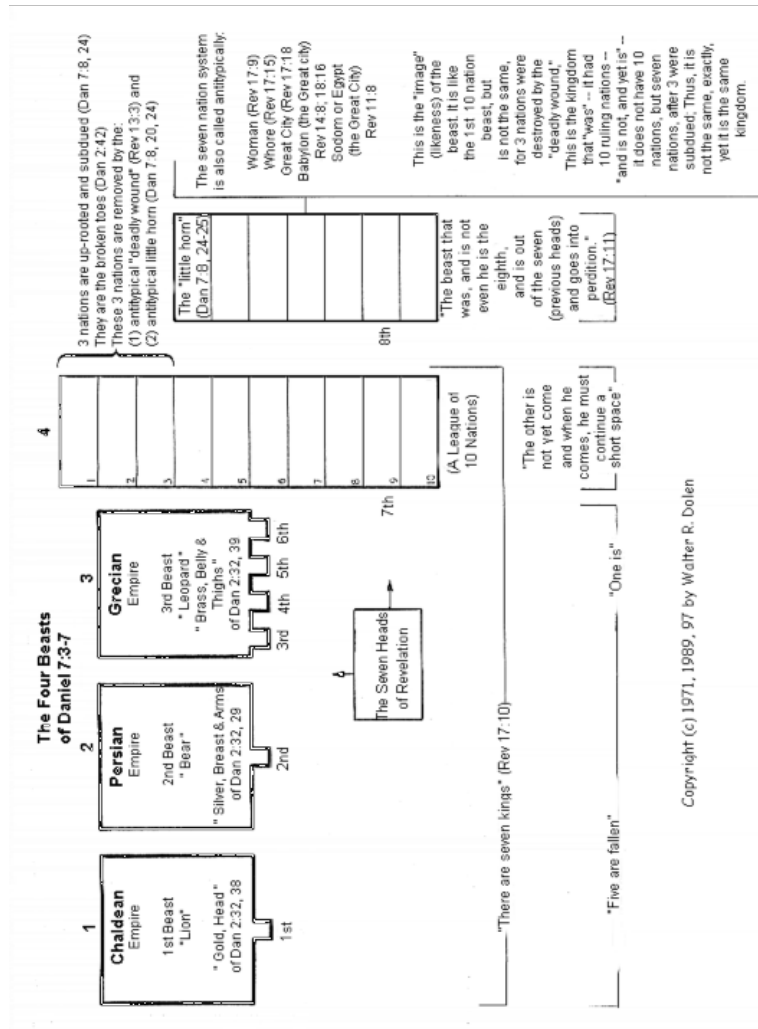 The Four Beasts
of Daniel 7:3-7
1
Chaldean
Empire
1st Beast
"Lion"
" Gold, Head "
of Dan 2:32, 38
1st
2
Persian
Empire
2nd Beast
" Bear"
" Silver, Breast & Arms
of Dan 2:32, 29
2nd
3
Grecian
Empire
3rd Beast
" Leopard "
" Brass, Belly &
Thighs "
of Dan 2:32, 39
3rd
4th
5th
6th
4
1
2
3
4
5
6
7
8
9
10
7th
(A League of
10 Nations)
3 nations are up-rooted and subdued (Dan 7:8, 24)
They are the broken toes (Dan 2:42)
These 3 nations are removed by the:
(1) antitypical "deadly wound" (Rev 13:3) and
(2) antitypical little horn (Dan 7:8, 20, 24)
The "little horn"
(Dan 7:8, 24-25)
8th
The seven nation system
is also called antitypically:
Woman (Rev 17:9)
Whore (Rev 17:15)
Great City (Rev 17:18
Babylon (the Great city)
Rev 14:8; 18:16
Sodom or Egypt
(the Great City)
Rev 11:8
The Seven Heads
of Revelation
"There are seven kings" (Rev 17:10)
"Five are fallen"
"One is"
"The other is
not yet come
and when he
comes, he must
continue a
short space"
"The beast that
was, and is not
even he is the
eighth,
and is out
of the seven
(previous heads)
and goes into
perdition."
(Rev 17:11)
This is the "image"
(likeness) of the
beast. It is like
the 1st 10 nation
beast, but
is not the same,
for 3 nations were
destroyed by the
"deadly wound,"
This is the kingdom
that "was" -- it had
10 ruling nations --
"and is not, and yet is" --
it does not have 10
nations, but seven
nations, after 3 were
subdued; Thus, it is
not the same, exactly,
yet it is the same
kingdom.
Copyright (c) 1971, 1989, 97 by Walter R. Dolen